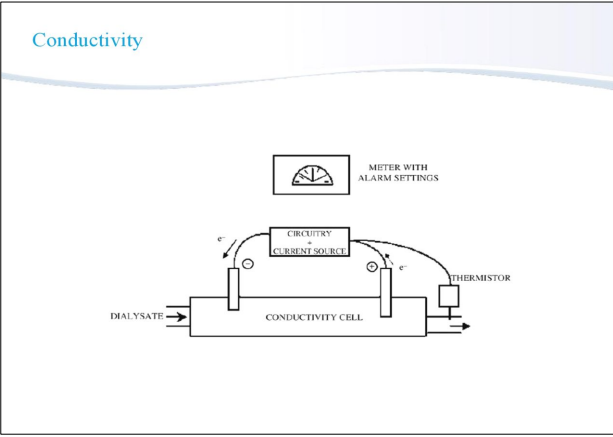 Conductivity
METER WITH
ALARM SETTINGS
CIRCUITRY
+
CURRENT SOURCE
e⁻
−
+
e⁻
THERMISTOR
DIALYSATE
CONDUCTIVITY CELL